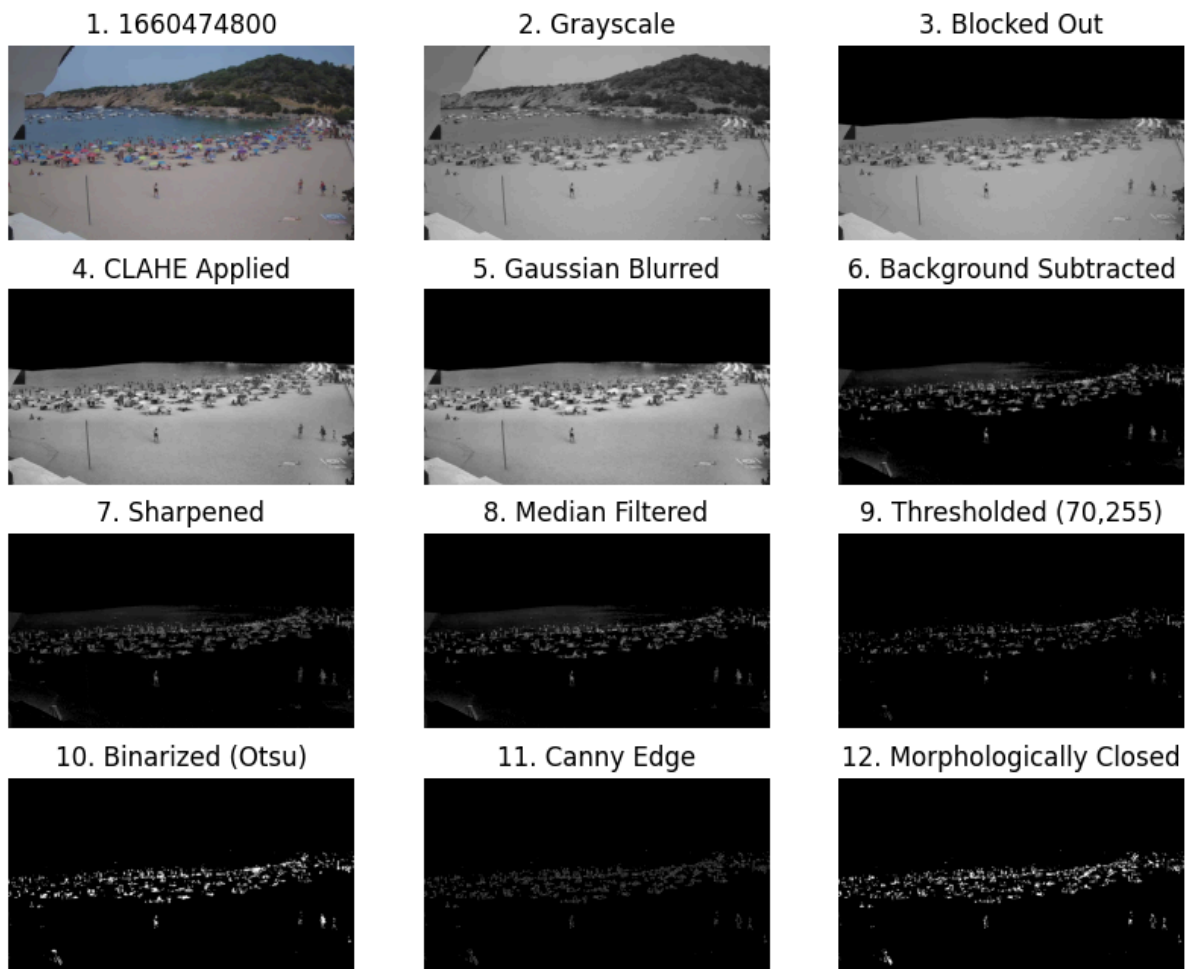 1. 1660474800
2. Grayscale
3. Blocked Out
4. CLAHE Applied
5. Gaussian Blurred
6. Background Subtracted
7. Sharpened
8. Median Filtered
9. Thresholded (70,255)
10. Binarized (Otsu)
11. Canny Edge
12. Morphologically Closed